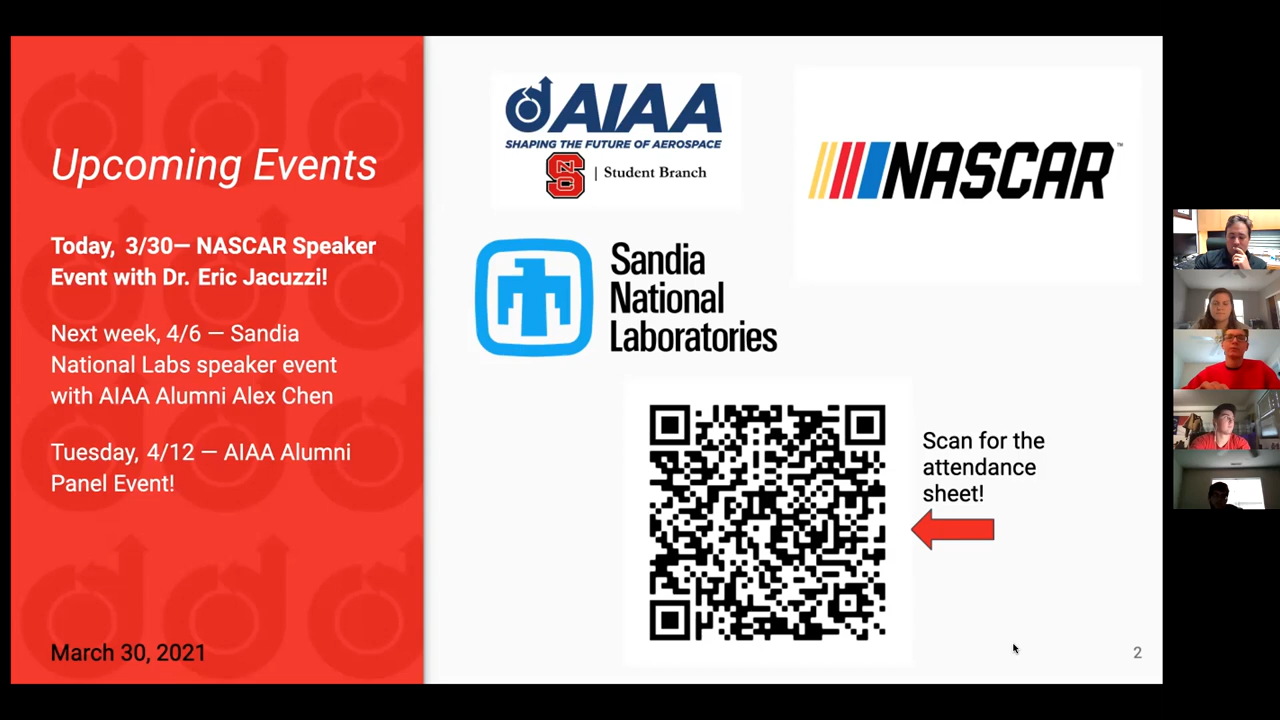 Upcoming Events
Today, 3/30— NASCAR Speaker
Event with Dr. Eric Jacuzzi!
Next week, 4/6 — Sandia
National Labs speaker event
with AIAA Alumni Alex Chen
Tuesday, 4/12 — AIAA Alumni
Panel Event!
March 30, 2021
AIAA
SHAPING THE FUTURE OF AEROSPACE
NC
S | Student Branch
NASCAR™
Sandia
National
Laboratories
Scan for the
attendance
sheet!
2